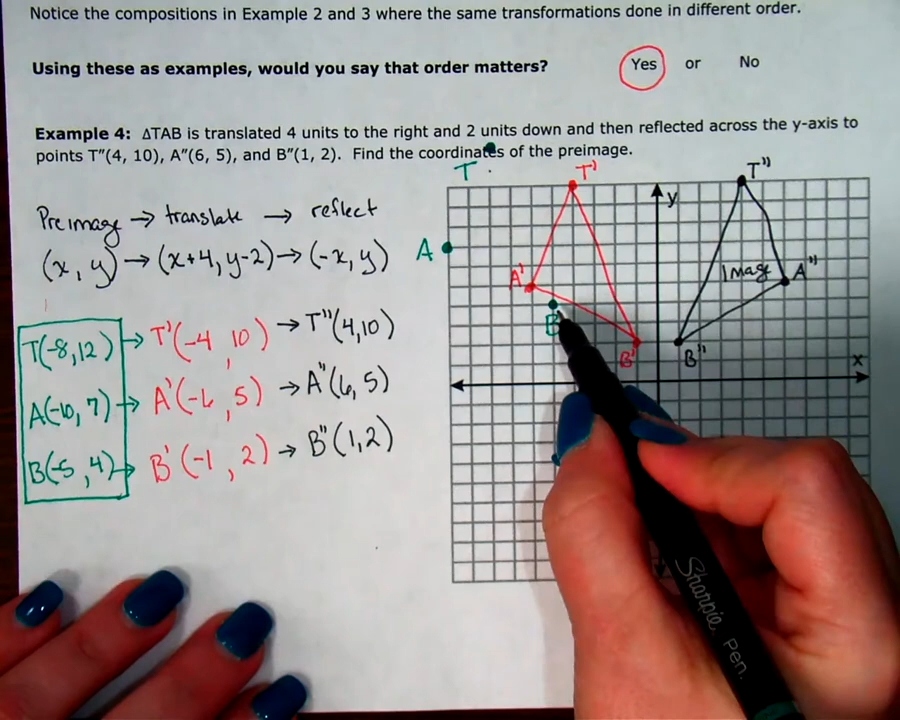 Notice the compositions in Example 2 and 3 where the same transformations done in different order.
Using these as examples, would you say that order matters? Yes or No
Example 4: ΔTAB is translated 4 units to the right and 2 units down and then reflected across the y-axis to
points T"(4, 10), A"(6, 5), and B"(1, 2). Find the coordinates of the preimage.
Preimage → translate → reflect
(x, y) → (x+4, y-2) → (-x, y)
T(-8,12) → T'(-4, 10) → T"(4,10)
A(-10, 7) → A'(-6, 5) → A"(6, 5)
B(-5, 4) → B'(-1, 2) → B"(1,2)
T T' T"
y
A
A' Image A"
B
B' B"
x
Sharpie Pen.